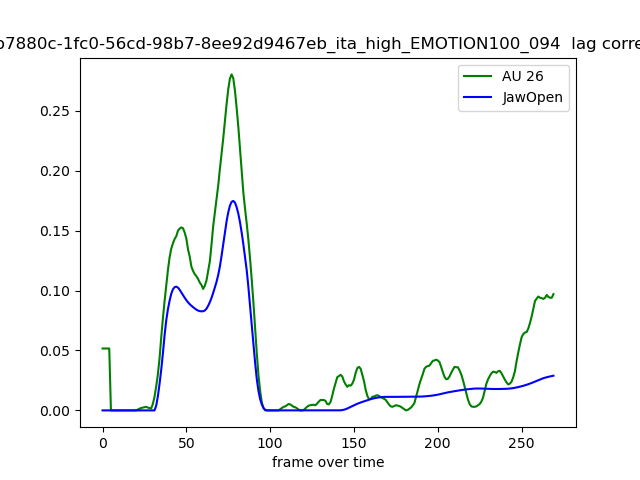 b7880c-1fc0-56cd-98b7-8ee92d9467eb_ita_high_EMOTION100_094 lag corre
AU 26
JawOpen
0.25
0.20
0.15
0.10
0.05
0.00
0 50 100 150 200 250
frame over time